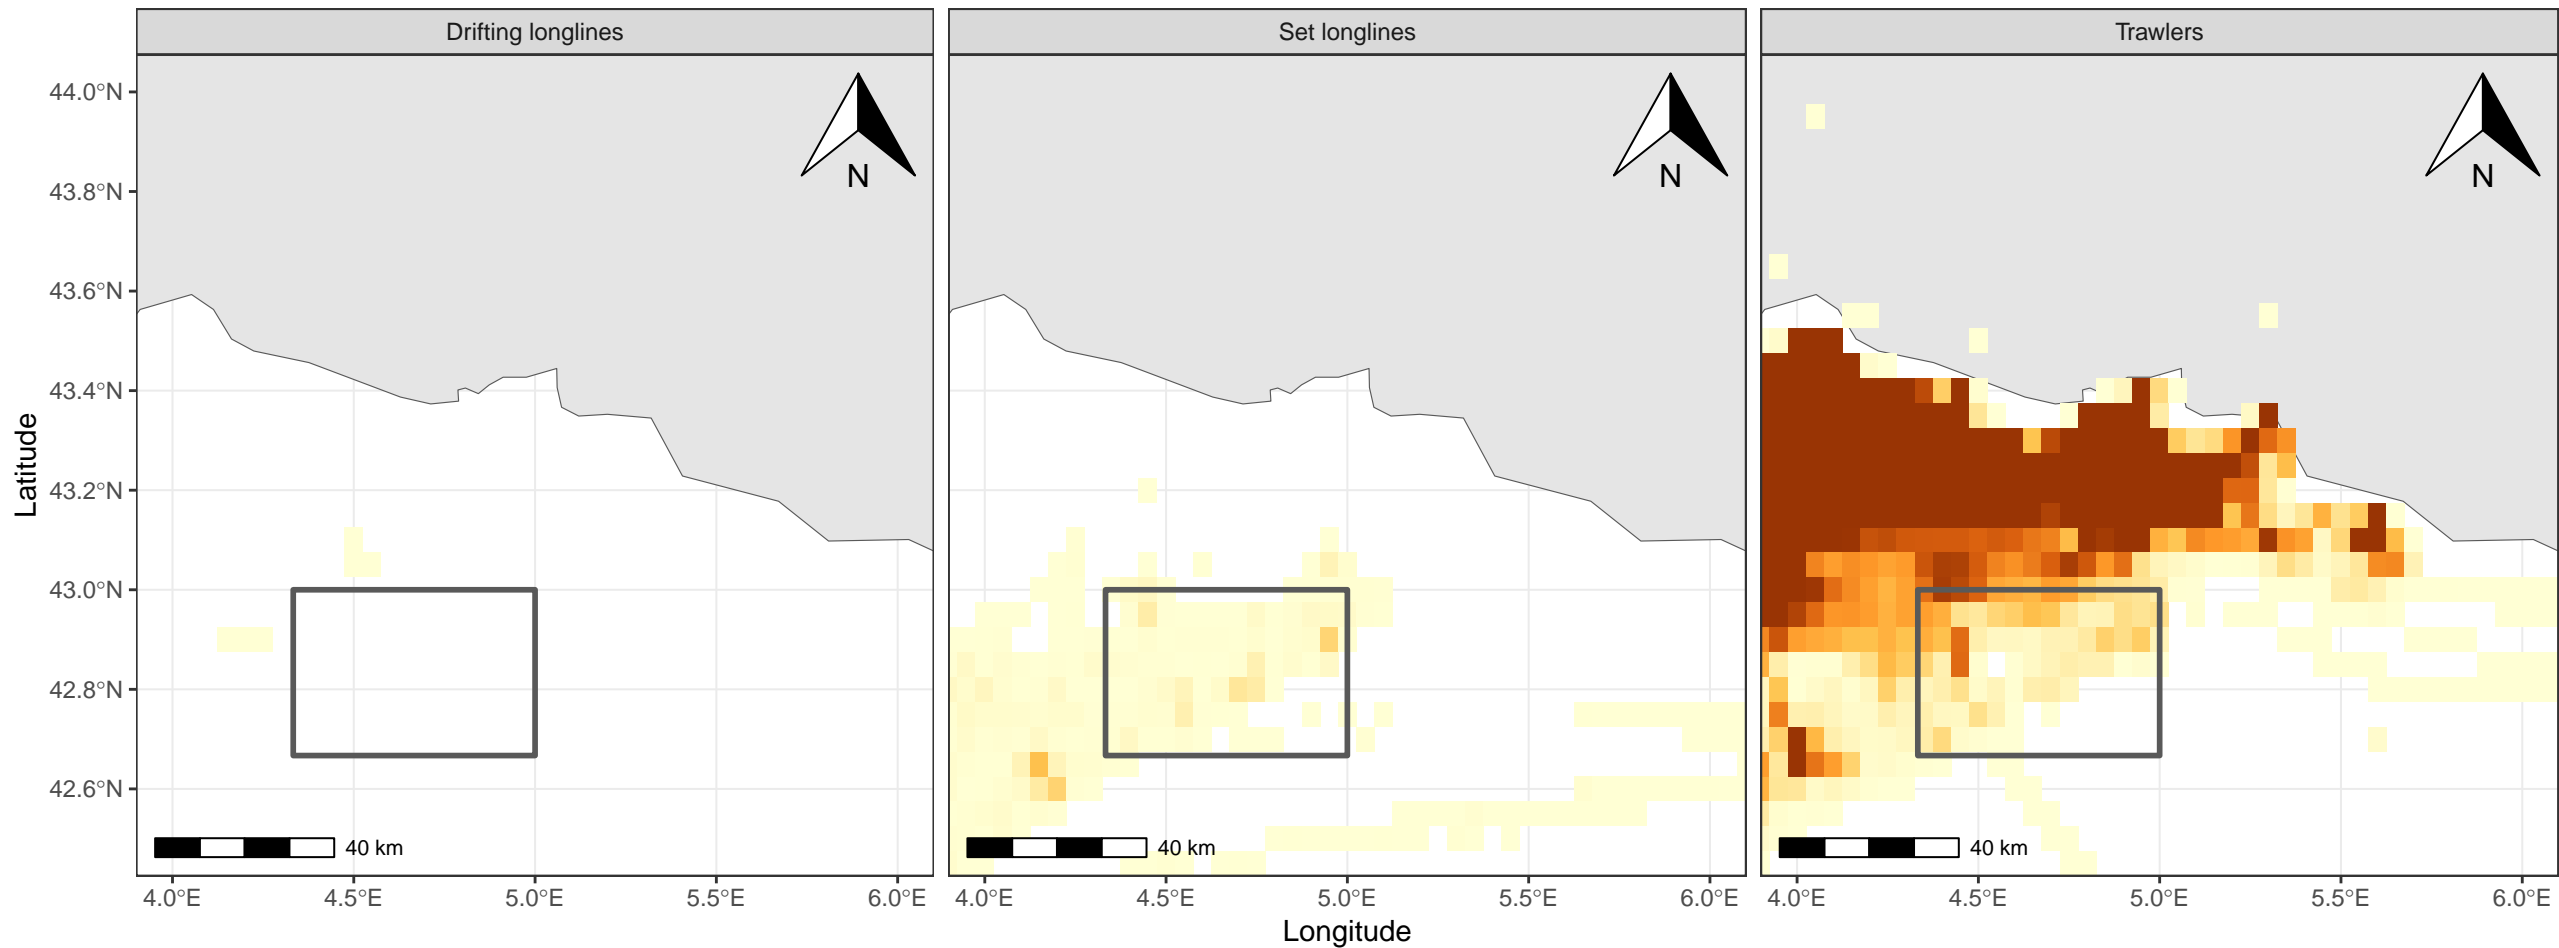 Drifting longlines
Set longlines
Trawlers
N
N
N
44.0°N
43.8°N
43.6°N
43.4°N
43.2°N
43.0°N
42.8°N
42.6°N
Latitude
40 km
40 km
40 km
4.0°E 4.5°E 5.0°E 5.5°E 6.0°E
4.0°E 4.5°E 5.0°E 5.5°E 6.0°E
4.0°E 4.5°E 5.0°E 5.5°E 6.0°E
Longitude